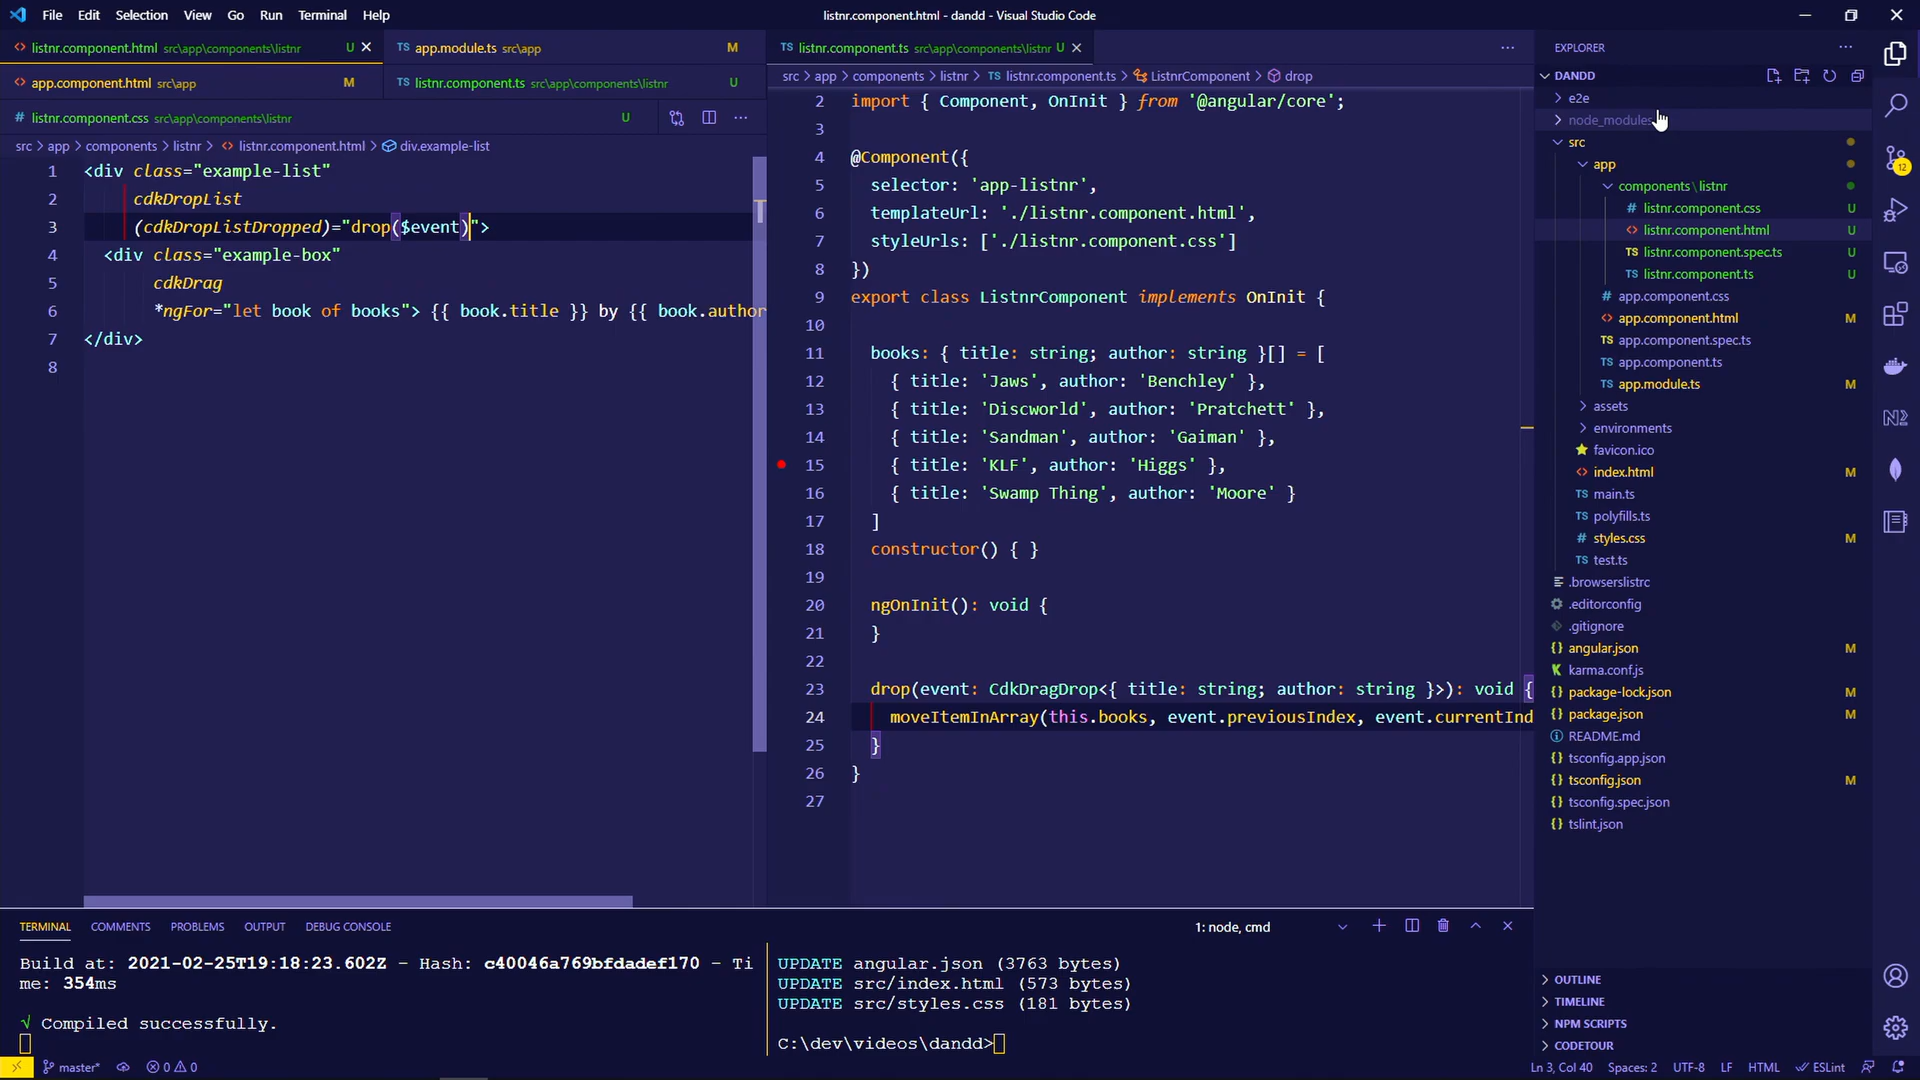 File Edit Selection View Go Run Terminal Help
listnr.component.html - dandd - Visual Studio Code
listnr.component.html src\app\components\listnr U
app.module.ts src\app M
app.component.html src\app M
listnr.component.ts src\app\components\listnr U
listnr.component.css src\app\components\listnr U
src > app > components > listnr > listnr.component.html > div.example-list
1 <div class="example-list"
2 cdkDropList
3 (cdkDropListDropped)="drop($event)">
4 <div class="example-box"
5 cdkDrag
6 *ngFor="let book of books"> {{ book.title }} by {{ book.author
7 </div>
8
listnr.component.ts src\app\components\listnr U
src > app > components > listnr > TS listnr.component.ts > ListnrComponent > drop
2 import { Component, OnInit } from '@angular/core';
3
4 @Component({
5 selector: 'app-listnr',
6 templateUrl: './listnr.component.html',
7 styleUrls: ['./listnr.component.css']
8 })
9 export class ListnrComponent implements OnInit {
10
11 books: { title: string; author: string }[] = [
12 { title: 'Jaws', author: 'Benchley' },
13 { title: 'Discworld', author: 'Pratchett' },
14 { title: 'Sandman', author: 'Gaiman' },
15 { title: 'KLF', author: 'Higgs' },
16 { title: 'Swamp Thing', author: 'Moore' }
17 ]
18 constructor() { }
19
20 ngOnInit(): void {
21 }
22
23 drop(event: CdkDragDrop<{ title: string; author: string }>): void {
24 moveItemInArray(this.books, event.previousIndex, event.currentInd
25 }
26 }
27
EXPLORER
DANDD
e2e
node_modules
src
app
components \ listnr
# listnr.component.css U
<> listnr.component.html U
TS listnr.component.spec.ts U
TS listnr.component.ts U
# app.component.css
<> app.component.html M
TS app.component.spec.ts
TS app.component.ts
TS app.module.ts M
assets
environments
favicon.ico
<> index.html M
TS main.ts
TS polyfills.ts
# styles.css M
TS test.ts
.browserslistrc
.editorconfig
.gitignore
{} angular.json M
karma.conf.js
{} package-lock.json M
{} package.json M
README.md
{} tsconfig.app.json
{} tsconfig.json M
{} tsconfig.spec.json
{} tslint.json
OUTLINE
TIMELINE
NPM SCRIPTS
CODETOUR
12
TERMINAL COMMENTS PROBLEMS OUTPUT DEBUG CONSOLE
1: node, cmd
Build at: 2021-02-25T19:18:23.602Z - Hash: c40046a769bfdadef170 - Ti
me: 354ms
√ Compiled successfully.
UPDATE angular.json (3763 bytes)
UPDATE src/index.html (573 bytes)
UPDATE src/styles.css (181 bytes)
C:\dev\videos\dandd>
master* 0 0
Ln 3, Col 40 Spaces: 2 UTF-8 LF HTML ESLint